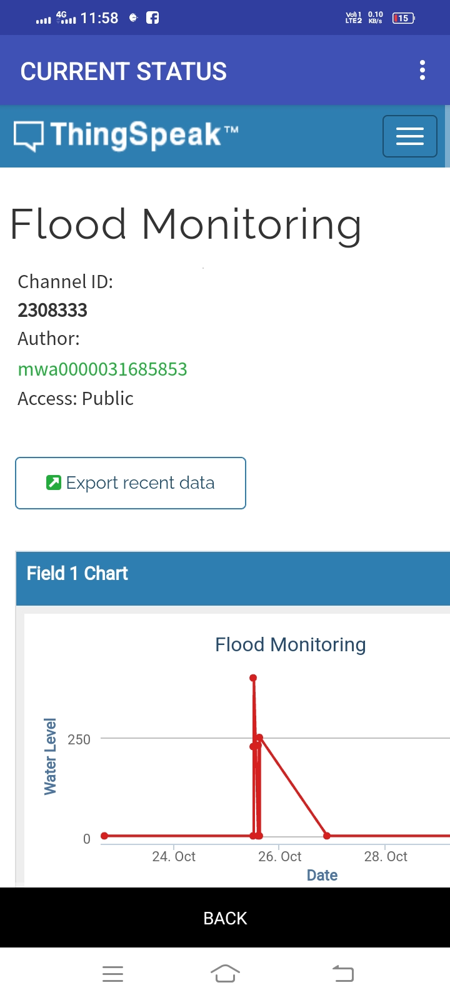 4G 11:58 Vo)) 1 LTE2 0.10 KB/s 15
CURRENT STATUS
ThingSpeak™
Flood Monitoring
Channel ID:
2308333
Author:
mwa0000031685853
Access: Public
Export recent data
Field 1 Chart
Flood Monitoring
Water Level
250
0
24. Oct 26. Oct 28. Oct
Date
BACK